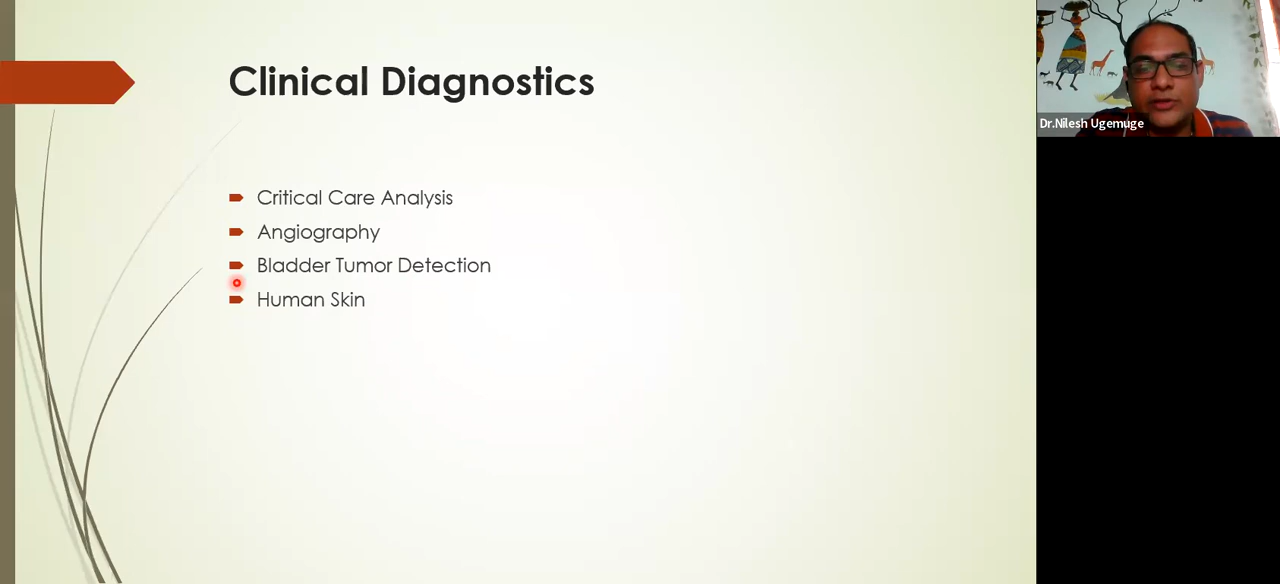 Clinical Diagnostics
Critical Care Analysis
Angiography
Bladder Tumor Detection
Human Skin
Dr.Nilesh Ugemuge